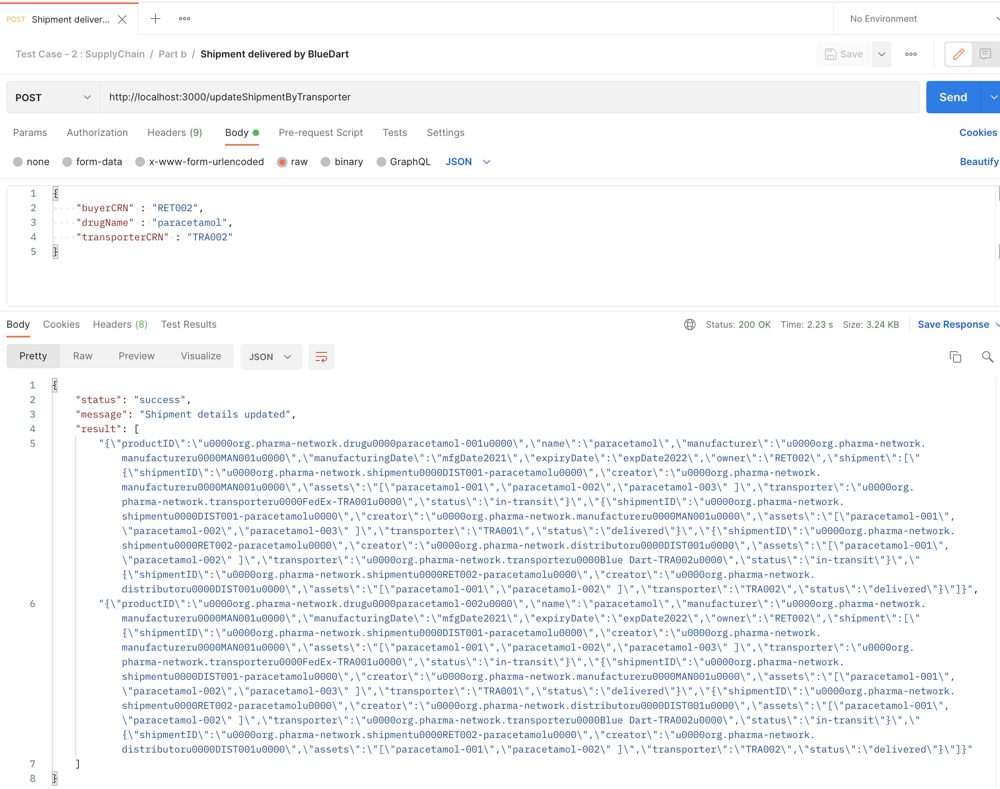 POST Shipment deliver...
No Environment
Test Case - 2 : SupplyChain / Part b / Shipment delivered by BlueDart
Save
POST http://localhost:3000/updateShipmentByTransporter Send
Params Authorization Headers (9) Body Pre-request Script Tests Settings Cookies
none form-data x-www-form-urlencoded raw binary GraphQL JSON Beautify
1 {
2 "buyerCRN" : "RET002",
3 "drugName" : "paracetamol",
4 "transporterCRN" : "TRA002"
5 }
Body Cookies Headers (8) Test Results Status: 200 OK Time: 2.23 s Size: 3.24 KB Save Response
Pretty Raw Preview Visualize JSON
1 {
2 "status": "success",
3 "message": "Shipment details updated",
4 "result": [
5 "{\"productID\":\"u0000org.pharma-network.drugu0000paracetamol-001u0000\",\"name\":\"paracetamol\",\"manufacturer\":\"u0000org.pharma-network.
manufactureru0000MAN001u0000\",\"manufacturingDate\":\"mfgDate2021\",\"expiryDate\":\"expDate2022\",\"owner\":\"RET002\",\"shipment\":[\"
{\"shipmentID\":\"u0000org.pharma-network.shipmentu0000DIST001-paracetamolu0000\",\"creator\":\"u0000org.pharma-network.
manufactureru0000MAN001u0000\",\"assets\":\"[\"paracetamol-001\",\"paracetamol-002\",\"paracetamol-003\" ]\",\"transporter\":\"u0000org.
pharma-network.transporteru0000FedEx-TRA001u0000\",\"status\":\"in-transit\"}\",\"{\"shipmentID\":\"u0000org.pharma-network.
shipmentu0000DIST001-paracetamolu0000\",\"creator\":\"u0000org.pharma-network.manufactureru0000MAN001u0000\",\"assets\":\"[\"paracetamol-001\",
\"paracetamol-002\",\"paracetamol-003\" ]\",\"transporter\":\"TRA001\",\"status\":\"delivered\"}\",\"{\"shipmentID\":\"u0000org.pharma-network.
shipmentu0000RET002-paracetamolu0000\",\"creator\":\"u0000org.pharma-network.distributoru0000DIST001u0000\",\"assets\":\"[\"paracetamol-001\",
\"paracetamol-002\" ]\",\"transporter\":\"u0000org.pharma-network.transporteru0000Blue Dart-TRA002u0000\",\"status\":\"in-transit\"}\",\"
{\"shipmentID\":\"u0000org.pharma-network.shipmentu0000RET002-paracetamolu0000\",\"creator\":\"u0000org.pharma-network.
distributoru0000DIST001u0000\",\"assets\":\"[\"paracetamol-001\",\"paracetamol-002\" ]\",\"transporter\":\"TRA002\",\"status\":\"delivered\"}\"]}",
6 "{\"productID\":\"u0000org.pharma-network.drugu0000paracetamol-002u0000\",\"name\":\"paracetamol\",\"manufacturer\":\"u0000org.pharma-network.
manufactureru0000MAN001u0000\",\"manufacturingDate\":\"mfgDate2021\",\"expiryDate\":\"expDate2022\",\"owner\":\"RET002\",\"shipment\":[\"
{\"shipmentID\":\"u0000org.pharma-network.shipmentu0000DIST001-paracetamolu0000\",\"creator\":\"u0000org.pharma-network.
manufactureru0000MAN001u0000\",\"assets\":\"[\"paracetamol-001\",\"paracetamol-002\",\"paracetamol-003\" ]\",\"transporter\":\"u0000org.
pharma-network.transporteru0000FedEx-TRA001u0000\",\"status\":\"in-transit\"}\",\"{\"shipmentID\":\"u0000org.pharma-network.
shipmentu0000DIST001-paracetamolu0000\",\"creator\":\"u0000org.pharma-network.manufactureru0000MAN001u0000\",\"assets\":\"[\"paracetamol-001\",
\"paracetamol-002\",\"paracetamol-003\" ]\",\"transporter\":\"TRA001\",\"status\":\"delivered\"}\",\"{\"shipmentID\":\"u0000org.pharma-network.
shipmentu0000RET002-paracetamolu0000\",\"creator\":\"u0000org.pharma-network.distributoru0000DIST001u0000\",\"assets\":\"[\"paracetamol-001\",
\"paracetamol-002\" ]\",\"transporter\":\"u0000org.pharma-network.transporteru0000Blue Dart-TRA002u0000\",\"status\":\"in-transit\"}\",\"
{\"shipmentID\":\"u0000org.pharma-network.shipmentu0000RET002-paracetamolu0000\",\"creator\":\"u0000org.pharma-network.
distributoru0000DIST001u0000\",\"assets\":\"[\"paracetamol-001\",\"paracetamol-002\" ]\",\"transporter\":\"TRA002\",\"status\":\"delivered\"}\"]}"
7 ]
8 }